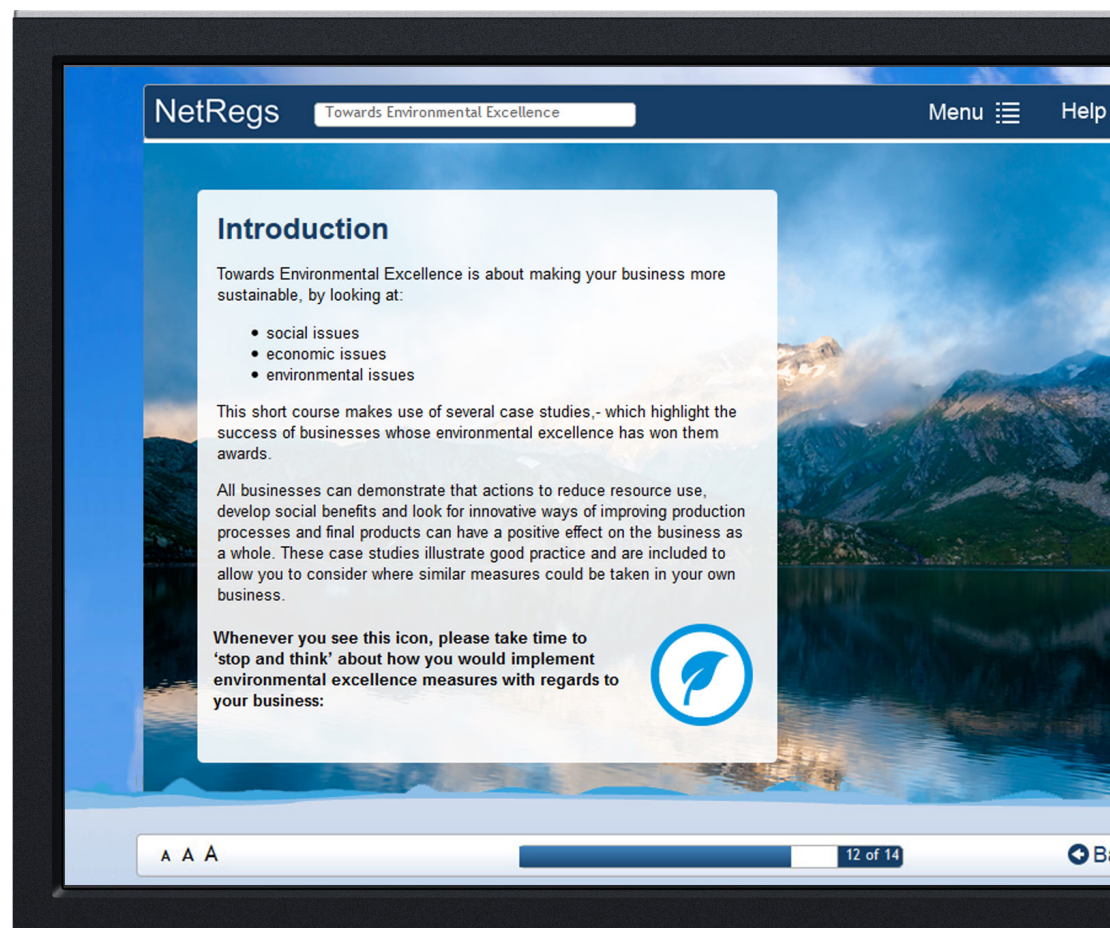 NetRegs
Towards Environmental Excellence
Menu
Help
Introduction
Towards Environmental Excellence is about making your business more
sustainable, by looking at:
• social issues
• economic issues
• environmental issues
This short course makes use of several case studies,- which highlight the
success of businesses whose environmental excellence has won them
awards.
All businesses can demonstrate that actions to reduce resource use,
develop social benefits and look for innovative ways of improving production
processes and final products can have a positive effect on the business as
a whole. These case studies illustrate good practice and are included to
allow you to consider where similar measures could be taken in your own
business.
Whenever you see this icon, please take time to
‘stop and think’ about how you would implement
environmental excellence measures with regards to
your business:
A A A
12 of 14